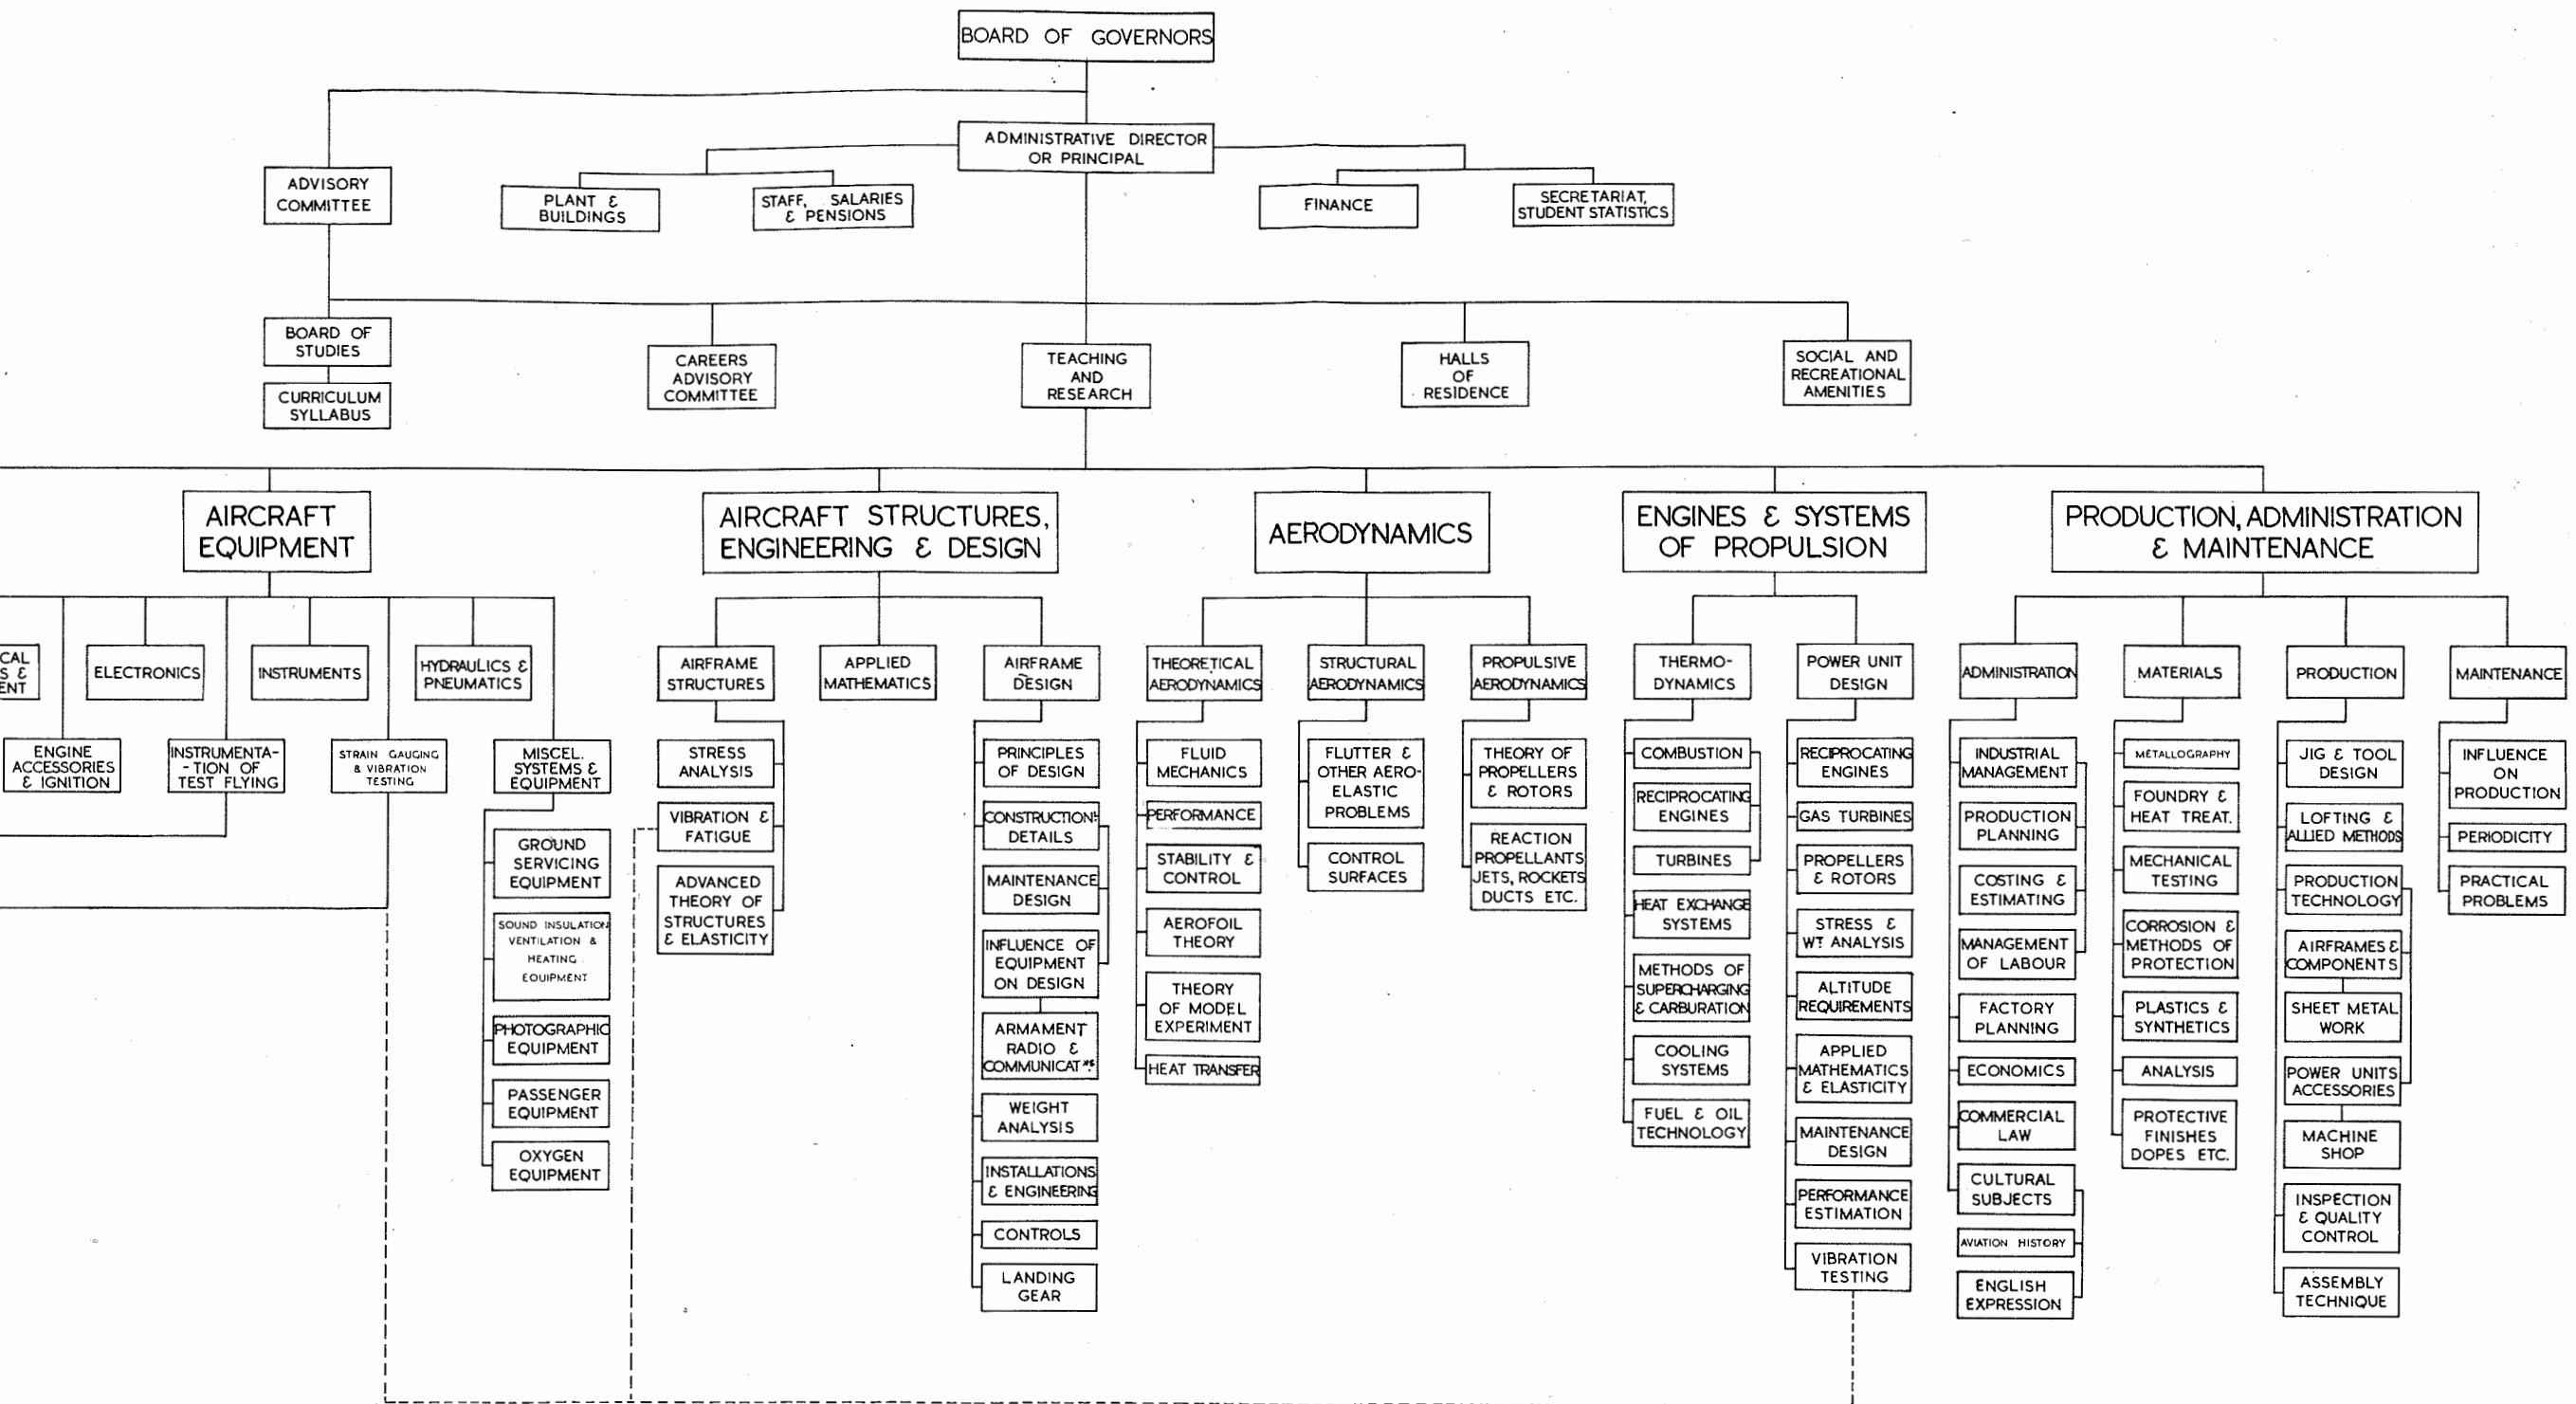 BOARD OF GOVERNORS
ADMINISTRATIVE DIRECTOR
OR PRINCIPAL
ADVISORY
COMMITTEE
PLANT &
BUILDINGS
STAFF, SALARIES
& PENSIONS
FINANCE
SECRETARIAT,
STUDENT STATISTICS
BOARD OF
STUDIES
CURRICULUM
SYLLABUS
CAREERS
ADVISORY
COMMITTEE
TEACHING
AND
RESEARCH
HALLS
OF
RESIDENCE
SOCIAL AND
RECREATIONAL
AMENITIES
AIRCRAFT
EQUIPMENT
AIRCRAFT STRUCTURES,
ENGINEERING & DESIGN
AERODYNAMICS
ENGINES & SYSTEMS
OF PROPULSION
PRODUCTION, ADMINISTRATION
& MAINTENANCE
CAL
S &
ENT
ELECTRONICS
INSTRUMENTS
HYDRAULICS &
PNEUMATICS
ENGINE
ACCESSORIES
& IGNITION
INSTRUMENTA-
-TION OF
TEST FLYING
STRAIN GAUGING
& VIBRATION
TESTING
MISCEL.
SYSTEMS &
EQUIPMENT
GROUND
SERVICING
EQUIPMENT
SOUND INSULATION
VENTILATION &
HEATING
EQUIPMENT
PHOTOGRAPHIC
EQUIPMENT
PASSENGER
EQUIPMENT
OXYGEN
EQUIPMENT
AIRFRAME
STRUCTURES
APPLIED
MATHEMATICS
AIRFRAME
DESIGN
STRESS
ANALYSIS
VIBRATION &
FATIGUE
ADVANCED
THEORY OF
STRUCTURES
& ELASTICITY
PRINCIPLES
OF DESIGN
CONSTRUCTION:
DETAILS
MAINTENANCE
DESIGN
INFLUENCE OF
EQUIPMENT
ON DESIGN
ARMAMENT
RADIO &
COMMUNICATNS
WEIGHT
ANALYSIS
INSTALLATIONS
& ENGINEERING
CONTROLS
LANDING
GEAR
THEORETICAL
AERODYNAMICS
STRUCTURAL
AERODYNAMICS
PROPULSIVE
AERODYNAMICS
FLUID
MECHANICS
PERFORMANCE
STABILITY &
CONTROL
AEROFOIL
THEORY
THEORY
OF MODEL
EXPERIMENT
HEAT TRANSFER
FLUTTER &
OTHER AERO-
ELASTIC
PROBLEMS
CONTROL
SURFACES
THEORY OF
PROPELLERS
& ROTORS
REACTION
PROPELLANTS
JETS, ROCKETS
DUCTS ETC.
THERMO-
DYNAMICS
POWER UNIT
DESIGN
COMBUSTION
RECIPROCATING
ENGINES
TURBINES
HEAT EXCHANGE
SYSTEMS
METHODS OF
SUPERCHARGING
& CARBURATION
COOLING
SYSTEMS
FUEL & OIL
TECHNOLOGY
RECIPROCATING
ENGINES
GAS TURBINES
PROPELLERS
& ROTORS
STRESS &
WT. ANALYSIS
ALTITUDE
REQUIREMENTS
APPLIED
MATHEMATICS
& ELASTICITY
MAINTENANCE
DESIGN
PERFORMANCE
ESTIMATION
VIBRATION
TESTING
ADMINISTRATION
MATERIALS
PRODUCTION
MAINTENANCE
INDUSTRIAL
MANAGEMENT
PRODUCTION
PLANNING
COSTING &
ESTIMATING
MANAGEMENT
OF LABOUR
FACTORY
PLANNING
ECONOMICS
COMMERCIAL
LAW
CULTURAL
SUBJECTS
AVIATION HISTORY
ENGLISH
EXPRESSION
METALLOGRAPHY
FOUNDRY &
HEAT TREAT.
MECHANICAL
TESTING
CORROSION &
METHODS OF
PROTECTION
PLASTICS &
SYNTHETICS
ANALYSIS
PROTECTIVE
FINISHES
DOPES ETC.
JIG & TOOL
DESIGN
LOFTING &
ALLIED METHODS
PRODUCTION
TECHNOLOGY
AIRFRAMES &
COMPONENTS
SHEET METAL
WORK
POWER UNITS
ACCESSORIES
MACHINE
SHOP
INSPECTION
& QUALITY
CONTROL
ASSEMBLY
TECHNIQUE
INFLUENCE
ON
PRODUCTION
PERIODICITY
PRACTICAL
PROBLEMS